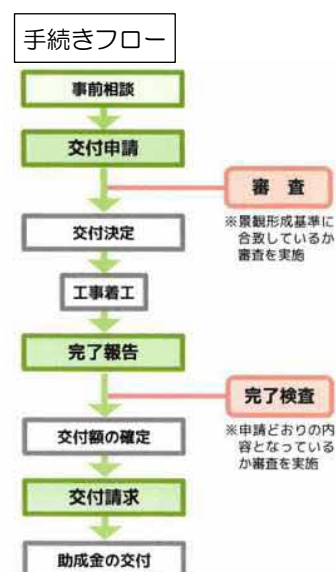 手続きフロー
事前相談
交付申請
審 査
※景観形成基準に
合致しているか
審査を実施
交付決定
工事着工
完了報告
完了検査
※申請どおりの内
容となっている
か審査を実施
交付額の確定
交付請求
助成金の交付